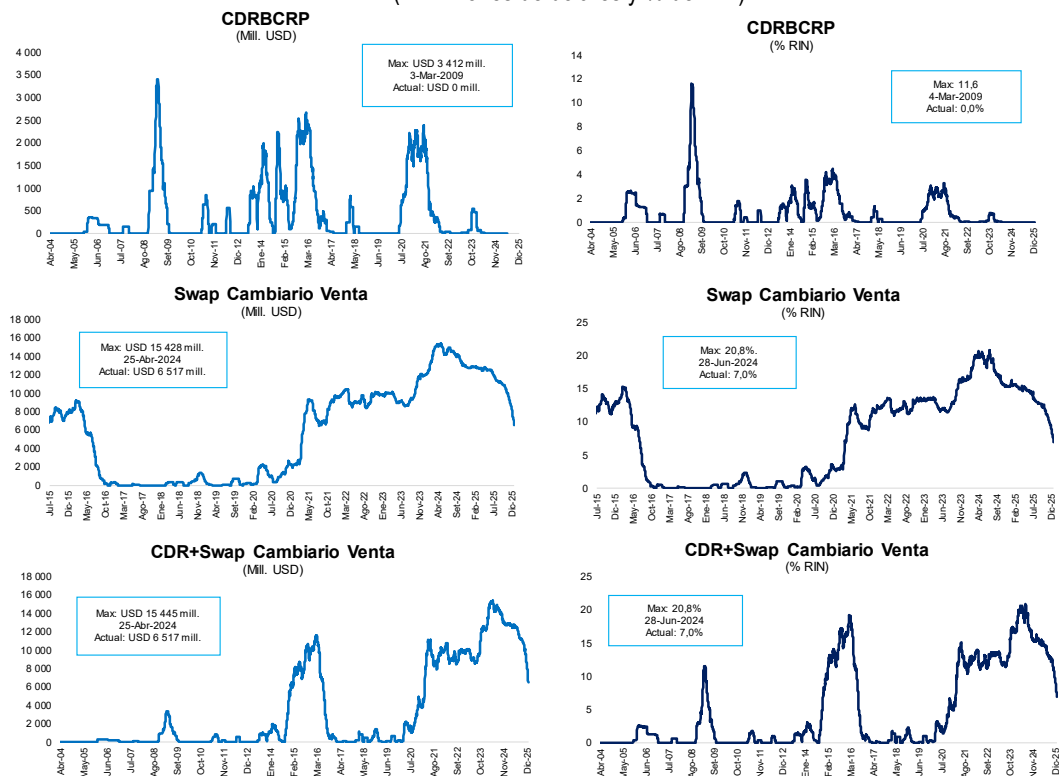 CDRBCRP
(Mill. USD)
4 000
3 500
3 000
2 500
2 000
1 500
1 000
500
0
Max: USD 3 412 mill.
3-Mar-2009
Actual: USD 0 mill.
Abr-04
May-05
Jun-06
Jul-07
Ago-08
Set-09
Oct-10
Nov-11
Dic-12
Ene-14
Feb-15
Mar-16
Abr-17
May-18
Jun-19
Jul-20
Ago-21
Set-22
Oct-23
Nov-24
Dic-25
CDRBCRP
(% RIN)
14
12
10
8
6
4
2
0
Max: 11,6
4-Mar-2009
Actual: 0,0%
Abr-04
May-05
Jun-06
Jul-07
Ago-08
Set-09
Oct-10
Nov-11
Dic-12
Ene-14
Feb-15
Mar-16
Abr-17
May-18
Jun-19
Jul-20
Ago-21
Set-22
Oct-23
Nov-24
Dic-25
Swap Cambiario Venta
(Mill. USD)
18 000
16 000
14 000
12 000
10 000
8 000
6 000
4 000
2 000
0
Max: USD 15 428 mill.
25-Abr-2024
Actual: USD 6 517 mill.
Jul-15
Dic-15
May-16
Oct-16
Mar-17
Ago-17
Ene-18
Jun-18
Nov-18
Abr-19
Set-19
Feb-20
Jul-20
Dic-20
May-21
Oct-21
Mar-22
Ago-22
Ene-23
Jun-23
Nov-23
Abr-24
Set-24
Feb-25
Jul-25
Dic-25
Swap Cambiario Venta
(% RIN)
25
20
15
10
5
0
Max: 20,8%.
28-Jun-2024
Actual: 7,0%
Jul-15
Dic-15
May-16
Oct-16
Mar-17
Ago-17
Ene-18
Jun-18
Nov-18
Abr-19
Set-19
Feb-20
Jul-20
Dic-20
May-21
Oct-21
Mar-22
Ago-22
Ene-23
Jun-23
Nov-23
Abr-24
Set-24
Feb-25
Jul-25
Dic-25
CDR+Swap Cambiario Venta
(Mill. USD)
18 000
16 000
14 000
12 000
10 000
8 000
6 000
4 000
2 000
0
Max: USD 15 445 mill.
25-Abr-2024
Actual: USD 6 517 mill.
Abr-04
May-05
Jun-06
Jul-07
Ago-08
Set-09
Oct-10
Nov-11
Dic-12
Ene-14
Feb-15
Mar-16
Abr-17
May-18
Jun-19
Jul-20
Ago-21
Set-22
Oct-23
Nov-24
Dic-25
CDR+Swap Cambiario Venta
(% RIN)
25
20
15
10
5
0
Max: 20,8%
28-Jun-2024
Actual: 7,0%
Abr-04
May-05
Jun-06
Jul-07
Ago-08
Set-09
Oct-10
Nov-11
Dic-12
Ene-14
Feb-15
Mar-16
Abr-17
May-18
Jun-19
Jul-20
Ago-21
Set-22
Oct-23
Nov-24
Dic-25